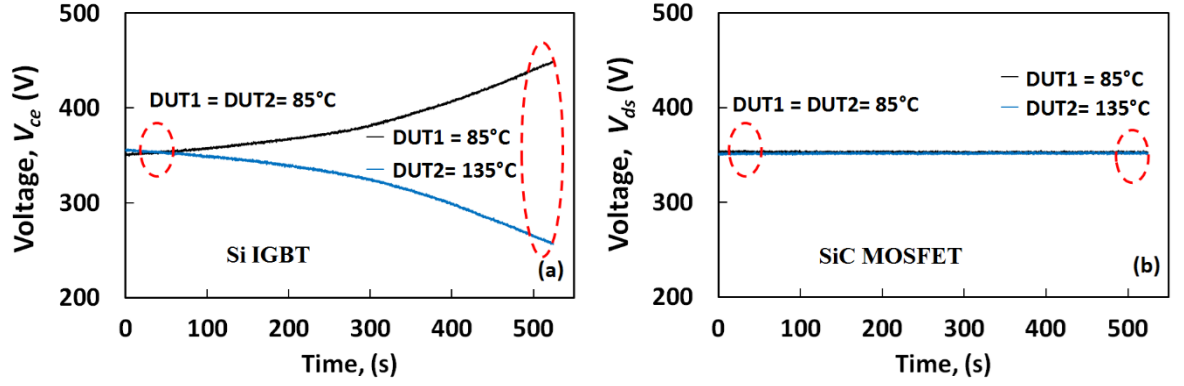 500
400
300
200
Voltage, Vce (V)
DUT1 = DUT2= 85°C
DUT1 = 85°C
DUT2= 135°C
Si IGBT
(a)
0 100 200 300 400 500
Time, (s)
500
400
300
200
Voltage, Vds (V)
DUT1 = 85°C
DUT2= 135°C
DUT1 = DUT2= 85°C
SiC MOSFET
(b)
0 100 200 300 400 500
Time, (s)